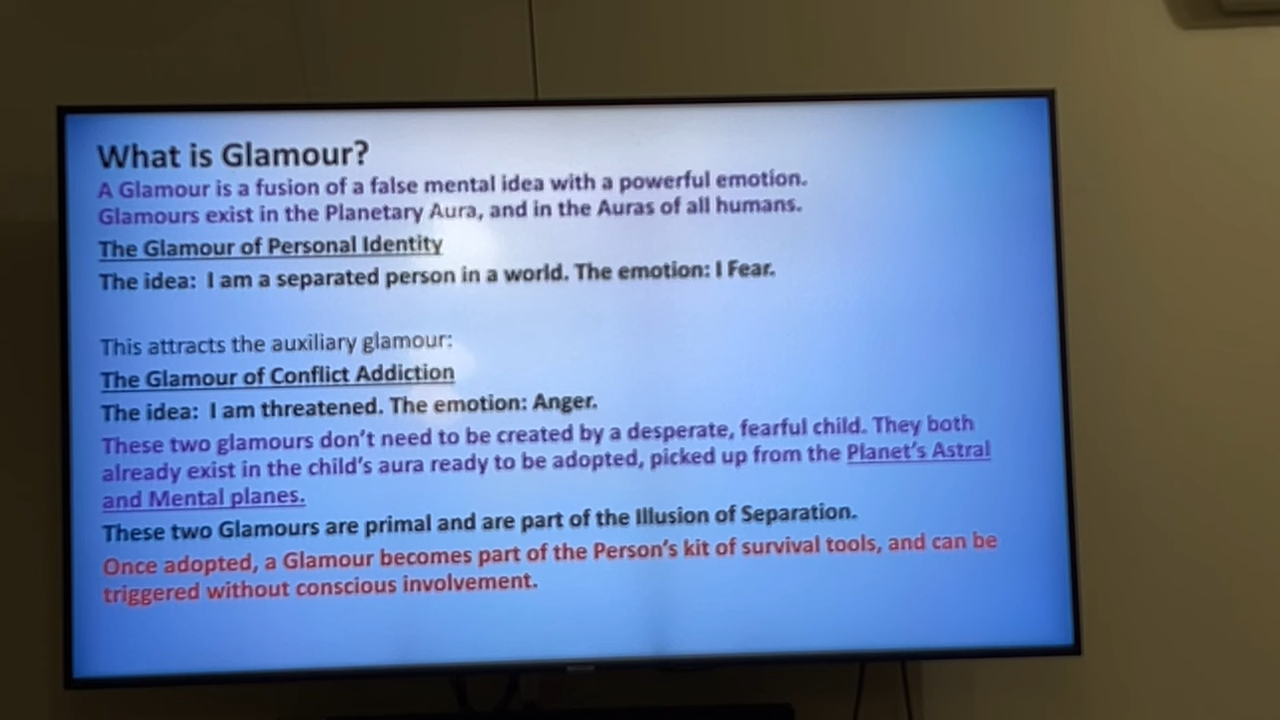 What is Glamour?
A Glamour is a fusion of a false mental idea with a powerful emotion.
Glamours exist in the Planetary Aura, and in the Auras of all humans.
The Glamour of Personal Identity
The idea:  I am a separated person in a world. The emotion: I Fear.
This attracts the auxiliary glamour:
The Glamour of Conflict Addiction
The idea:  I am threatened. The emotion: Anger.
These two glamours don't need to be created by a desperate, fearful child. They both
already exist in the child's aura ready to be adopted, picked up from the Planet's Astral
and Mental planes.
These two Glamours are primal and are part of the Illusion of Separation.
Once adopted, a Glamour becomes part of the Person's kit of survival tools, and can be
triggered without conscious involvement.